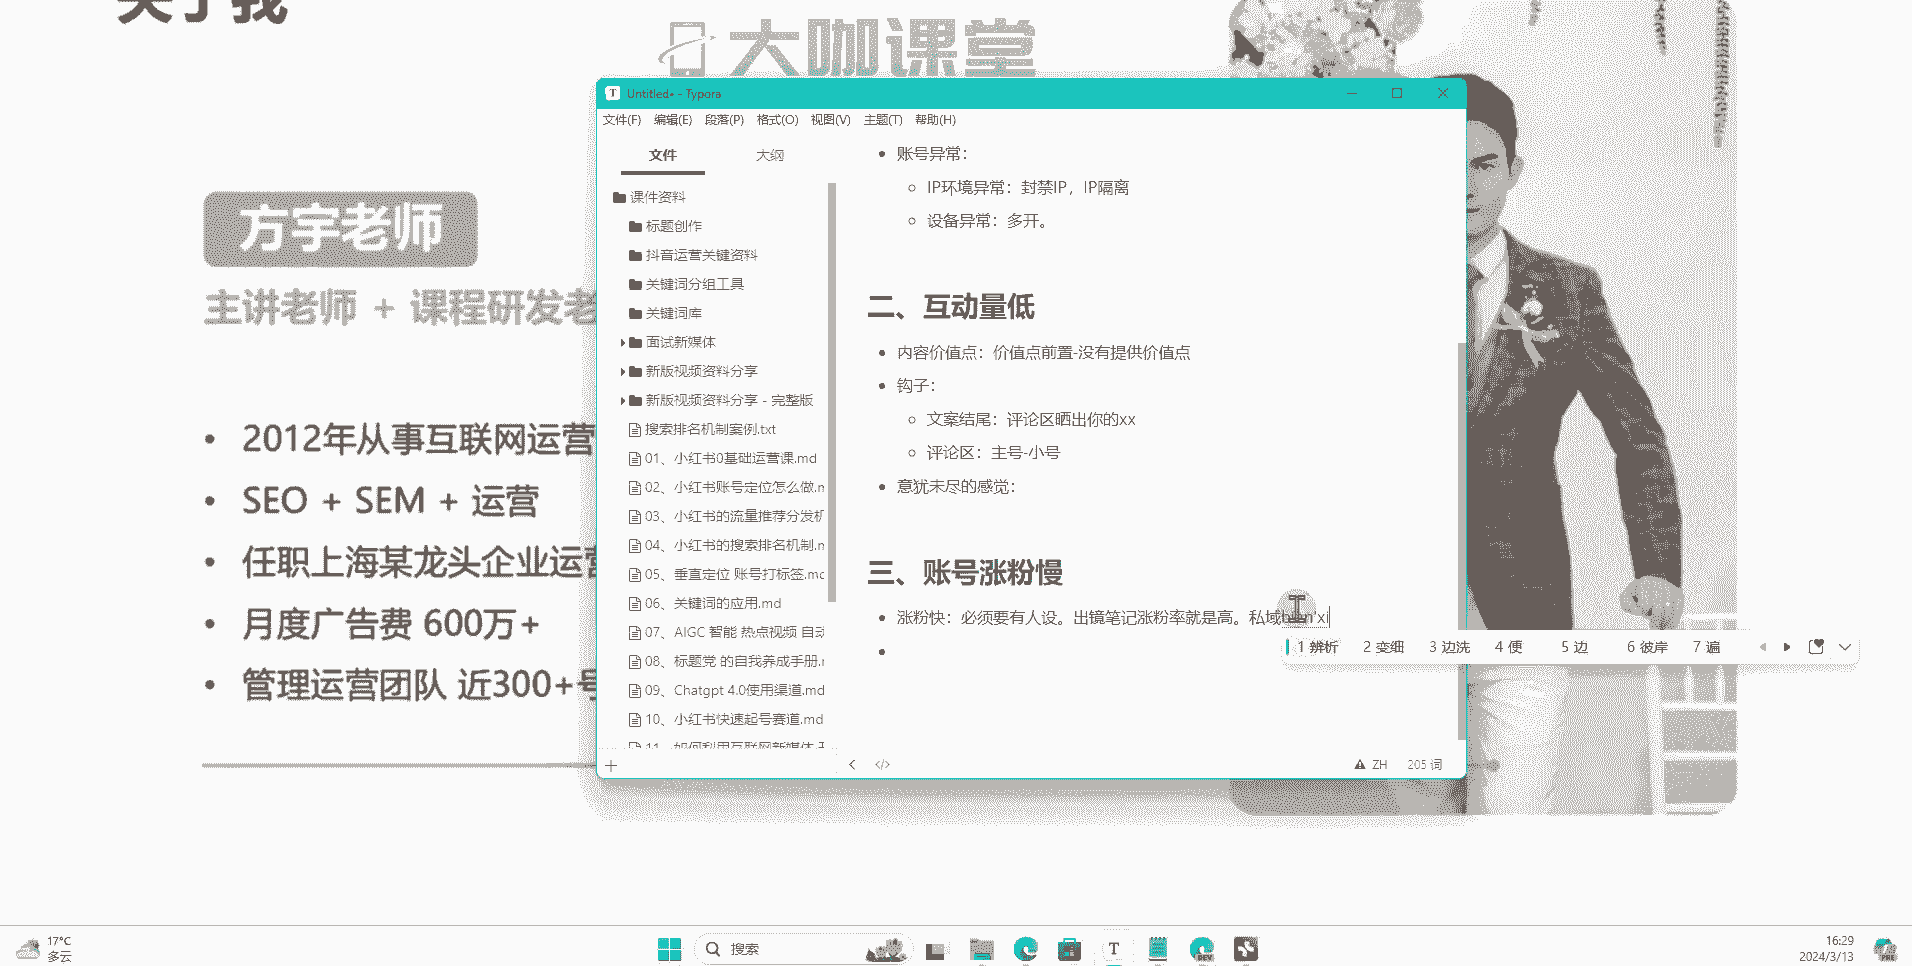 关于我
大咖课堂
方宇老师
主讲老师 + 课程研发老
2012年从事互联网运营
SEO + SEM + 运营
任职上海某龙头企业运营
月度广告费 600万+
管理运营团队 近300+号
Untitled• - Typora
文件(F) 编辑(E) 段落(P) 格式(O) 视图(V) 主题(T) 帮助(H)
文件 大纲
课件资料
标题创作
抖音运营关键资料
关键词分组工具
关键词库
面试新媒体
新版视频资料分享
新版视频资料分享 - 完整版
搜索排名机制案例.txt
01、小红书0基础运营课.md
02、小红书账号定位怎么做.m
03、小红书的流量推荐分发机
04、小红书的搜索排名机制.m
05、垂直定位 账号打标签.mc
06、关键词的应用.md
07、AIGC 智能 热点视频 自动
08、标题党 的自我养成手册.m
09、Chatgpt 4.0使用渠道.md
10、小红书快速起号赛道.md
11、如何利用互联网新媒体
账号异常：
IP环境异常：封禁IP，IP隔离
设备异常：多开。
二、互动量低
内容价值点：价值点前置-没有提供价值点
钩子：
文案结尾：评论区晒出你的xx
评论区：主号-小号
意犹未尽的感觉：
三、账号涨粉慢
涨粉快：必须要有人设。出镜笔记涨粉率就是高。私域bian'xi
1 辨析 2 变细 3 边洗 4 便 5 边 6 彼岸 7 遍
ZH 205 词
17°C
多云
搜索
DEV
16:29
2024/3/13
PRE